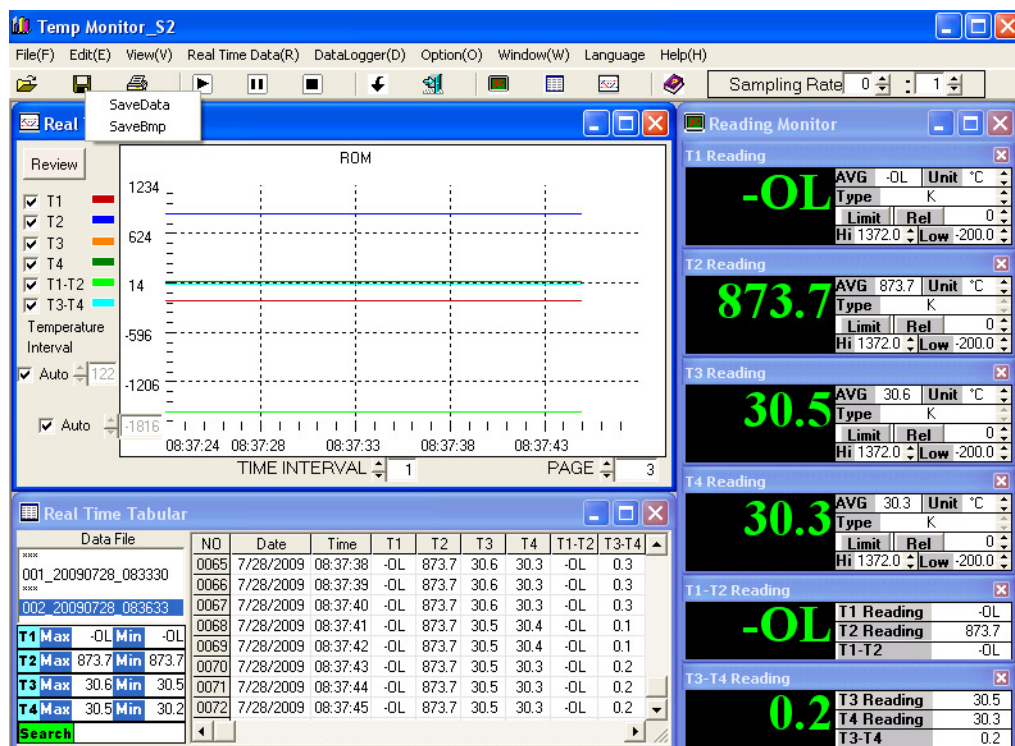 Temp Monitor_S2
File(F) Edit(E) View(V) Real Time Data(R) DataLogger(D) Option(O) Window(W) Language Help(H)
Sampling Rate 0 : 1
SaveData
SaveBmp
Real T
Review
ROM
T1
T2
T3
T4
T1-T2
T3-T4
Temperature
Interval
Auto 122
Auto -1816
1234
624
14
-596
-1206
08:37:24 08:37:28 08:37:33 08:37:38 08:37:43
TIME INTERVAL 1 PAGE 3
Real Time Tabular
Data File
***
001_20090728_083330
***
002_20090728_083633
T1 Max -OL Min -OL
T2 Max 873.7 Min 873.7
T3 Max 30.6 Min 30.5
T4 Max 30.5 Min 30.2
Search
NO Date Time T1 T2 T3 T4 T1-T2 T3-T4
0065 7/28/2009 08:37:38 -OL 873.7 30.6 30.3 -OL 0.3
0066 7/28/2009 08:37:39 -OL 873.7 30.6 30.3 -OL 0.3
0067 7/28/2009 08:37:40 -OL 873.7 30.6 30.3 -OL 0.3
0068 7/28/2009 08:37:41 -OL 873.7 30.5 30.4 -OL 0.1
0069 7/28/2009 08:37:42 -OL 873.7 30.5 30.4 -OL 0.1
0070 7/28/2009 08:37:43 -OL 873.7 30.5 30.3 -OL 0.2
0071 7/28/2009 08:37:44 -OL 873.7 30.5 30.3 -OL 0.2
0072 7/28/2009 08:37:45 -OL 873.7 30.5 30.3 -OL 0.2
Reading Monitor
T1 Reading
-OL
AVG -OL Unit °C
Type K
Limit Rel 0
Hi 1372.0 Low -200.0
T2 Reading
873.7
AVG 873.7 Unit °C
Type K
Limit Rel 0
Hi 1372.0 Low -200.0
T3 Reading
30.5
AVG 30.6 Unit °C
Type K
Limit Rel 0
Hi 1372.0 Low -200.0
T4 Reading
30.3
AVG 30.3 Unit °C
Type K
Limit Rel 0
Hi 1372.0 Low -200.0
T1-T2 Reading
-OL
T1 Reading -OL
T2 Reading 873.7
T1-T2 -OL
T3-T4 Reading
0.2
T3 Reading 30.5
T4 Reading 30.3
T3-T4 0.2